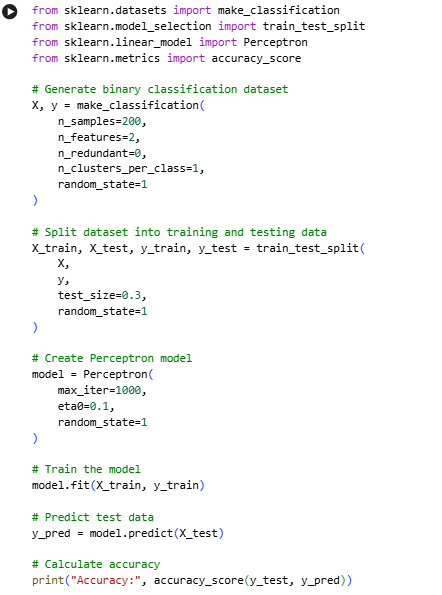 from sklearn.datasets import make_classification
from sklearn.model_selection import train_test_split
from sklearn.linear_model import Perceptron
from sklearn.metrics import accuracy_score

# Generate binary classification dataset
X, y = make_classification(
    n_samples=200,
    n_features=2,
    n_redundant=0,
    n_clusters_per_class=1,
    random_state=1
)

# Split dataset into training and testing data
X_train, X_test, y_train, y_test = train_test_split(
    X,
    y,
    test_size=0.3,
    random_state=1
)

# Create Perceptron model
model = Perceptron(
    max_iter=1000,
    eta0=0.1,
    random_state=1
)

# Train the model
model.fit(X_train, y_train)

# Predict test data
y_pred = model.predict(X_test)

# Calculate accuracy
print("Accuracy:", accuracy_score(y_test, y_pred))